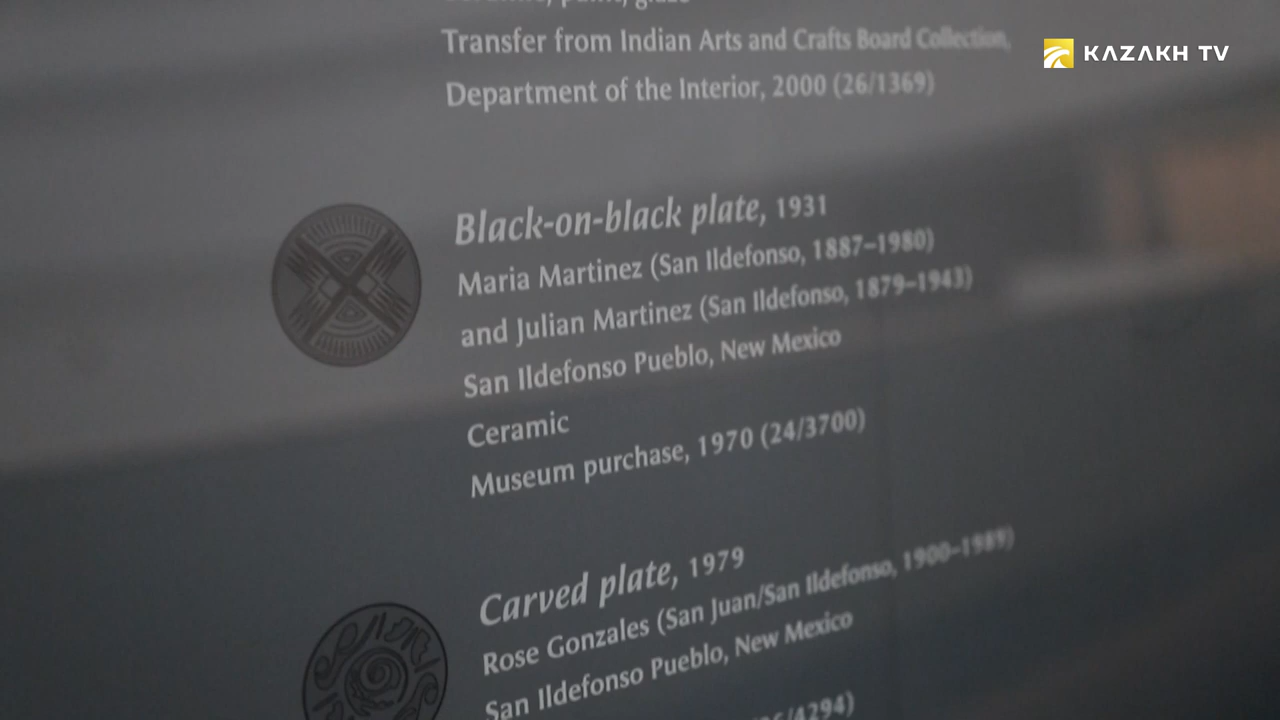 Transfer from Indian Arts and Crafts Board Collection,
Department of the Interior, 2000 (26/1369)
KAZAKH TV
Black-on-black plate, 1931
Maria Martinez (San Ildefonso, 1887–1980)
and Julian Martinez (San Ildefonso, 1879–1943)
San Ildefonso Pueblo, New Mexico
Ceramic
Museum purchase, 1970 (24/3700)
Carved plate, 1979
Rose Gonzales (San Juan/San Ildefonso, 1900–1989)
San Ildefonso Pueblo, New Mexico